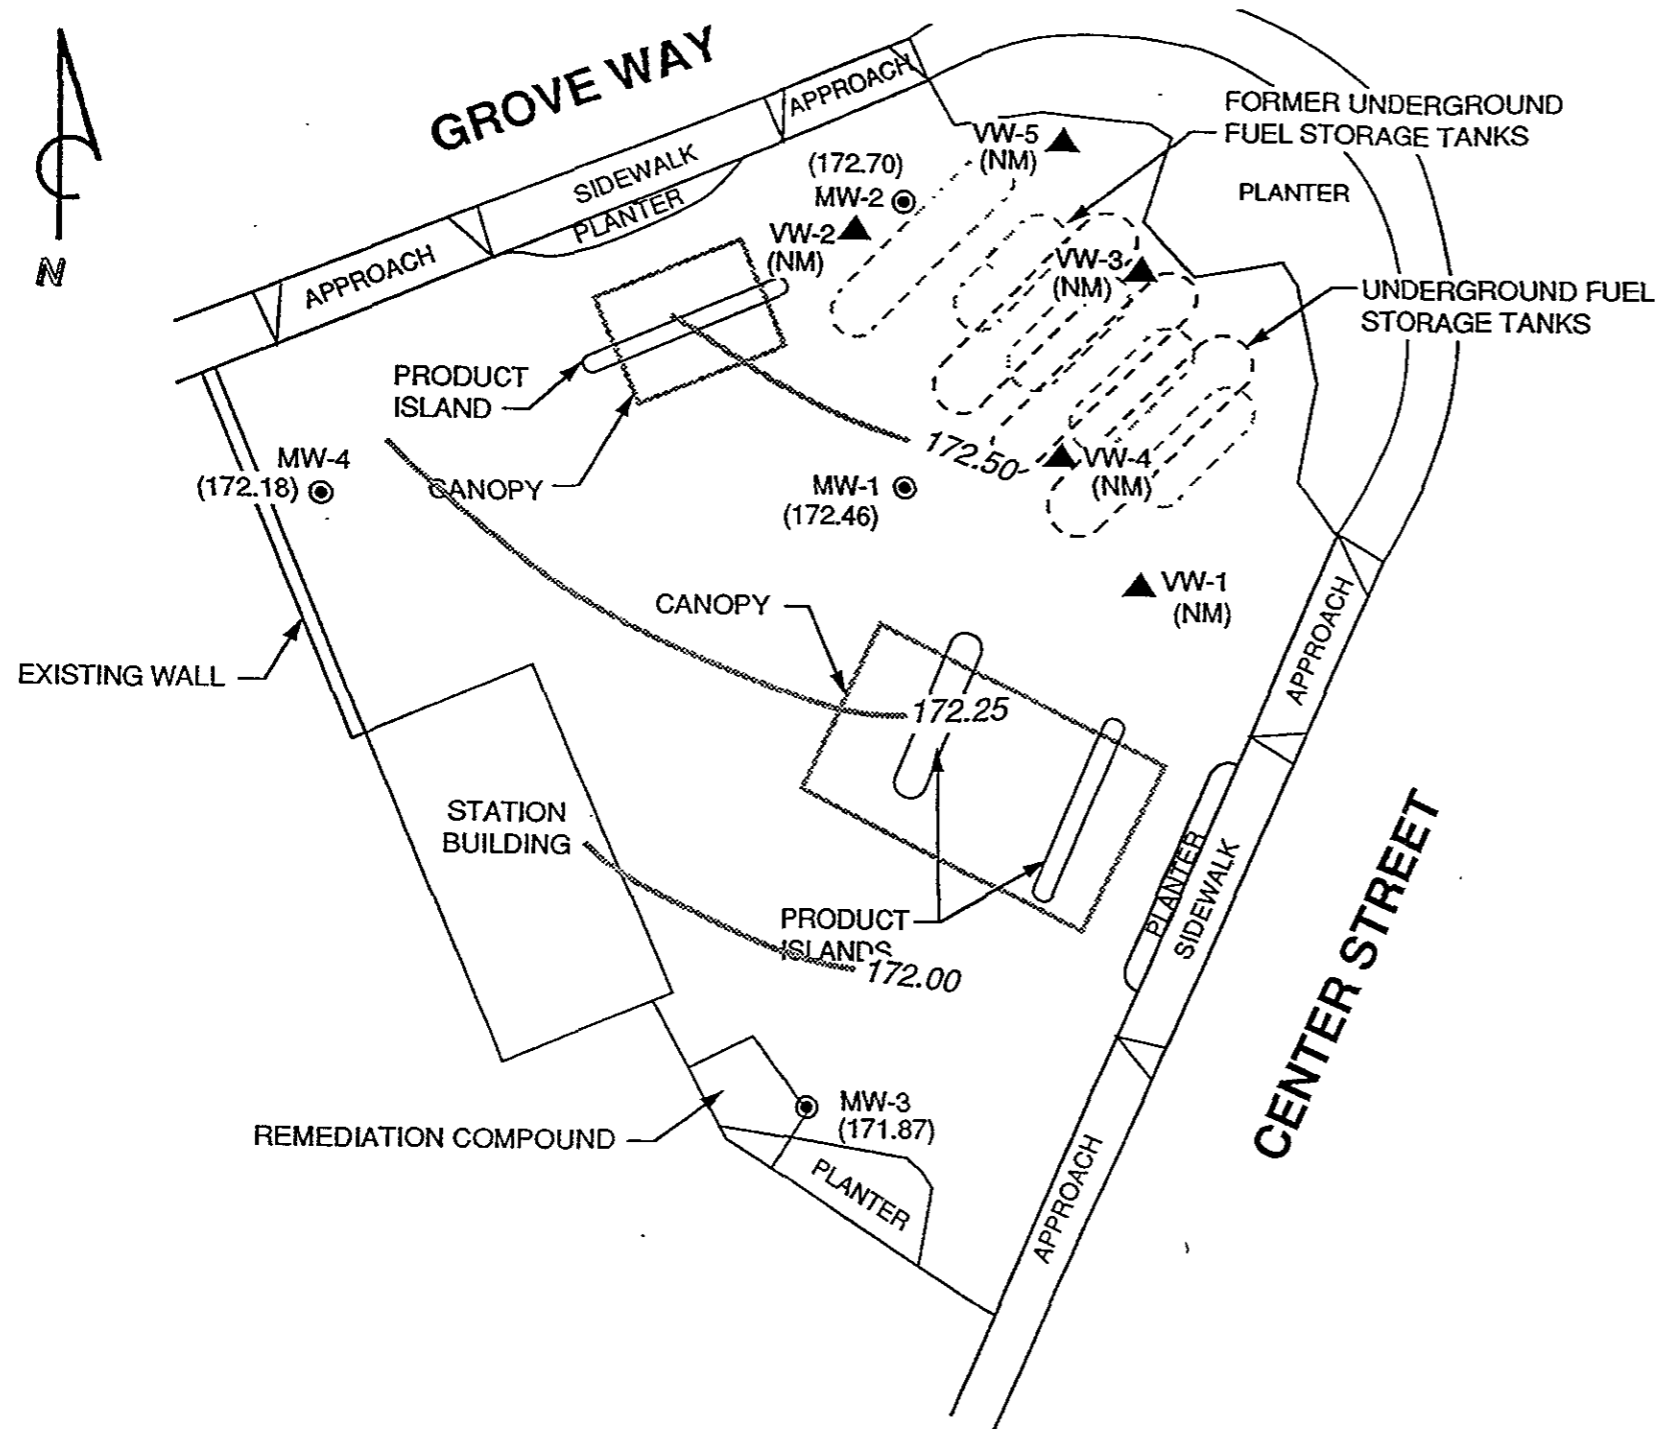 GROVE WAY
APPROACH
FORMER UNDERGROUND
FUEL STORAGE TANKS
VW-5
(NM)
(172.70)
MW-2
SIDEWALK
PLANTER
PLANTER
VW-2
(NM)
VW-3
(NM)
APPROACH
N
UNDERGROUND FUEL
STORAGE TANKS
PRODUCT
ISLAND
172.50
MW-4
(172.18)
CANOPY
MW-1
(172.46)
VW-4
(NM)
VW-1
(NM)
CANOPY
APPROACH
EXISTING WALL
172.25
STATION
BUILDING
PLANTER
SIDEWALK
CENTER STREET
PRODUCT
ISLANDS
172.00
MW-3
(171.87)
REMEDIATION COMPOUND
PLANTER
APPROACH